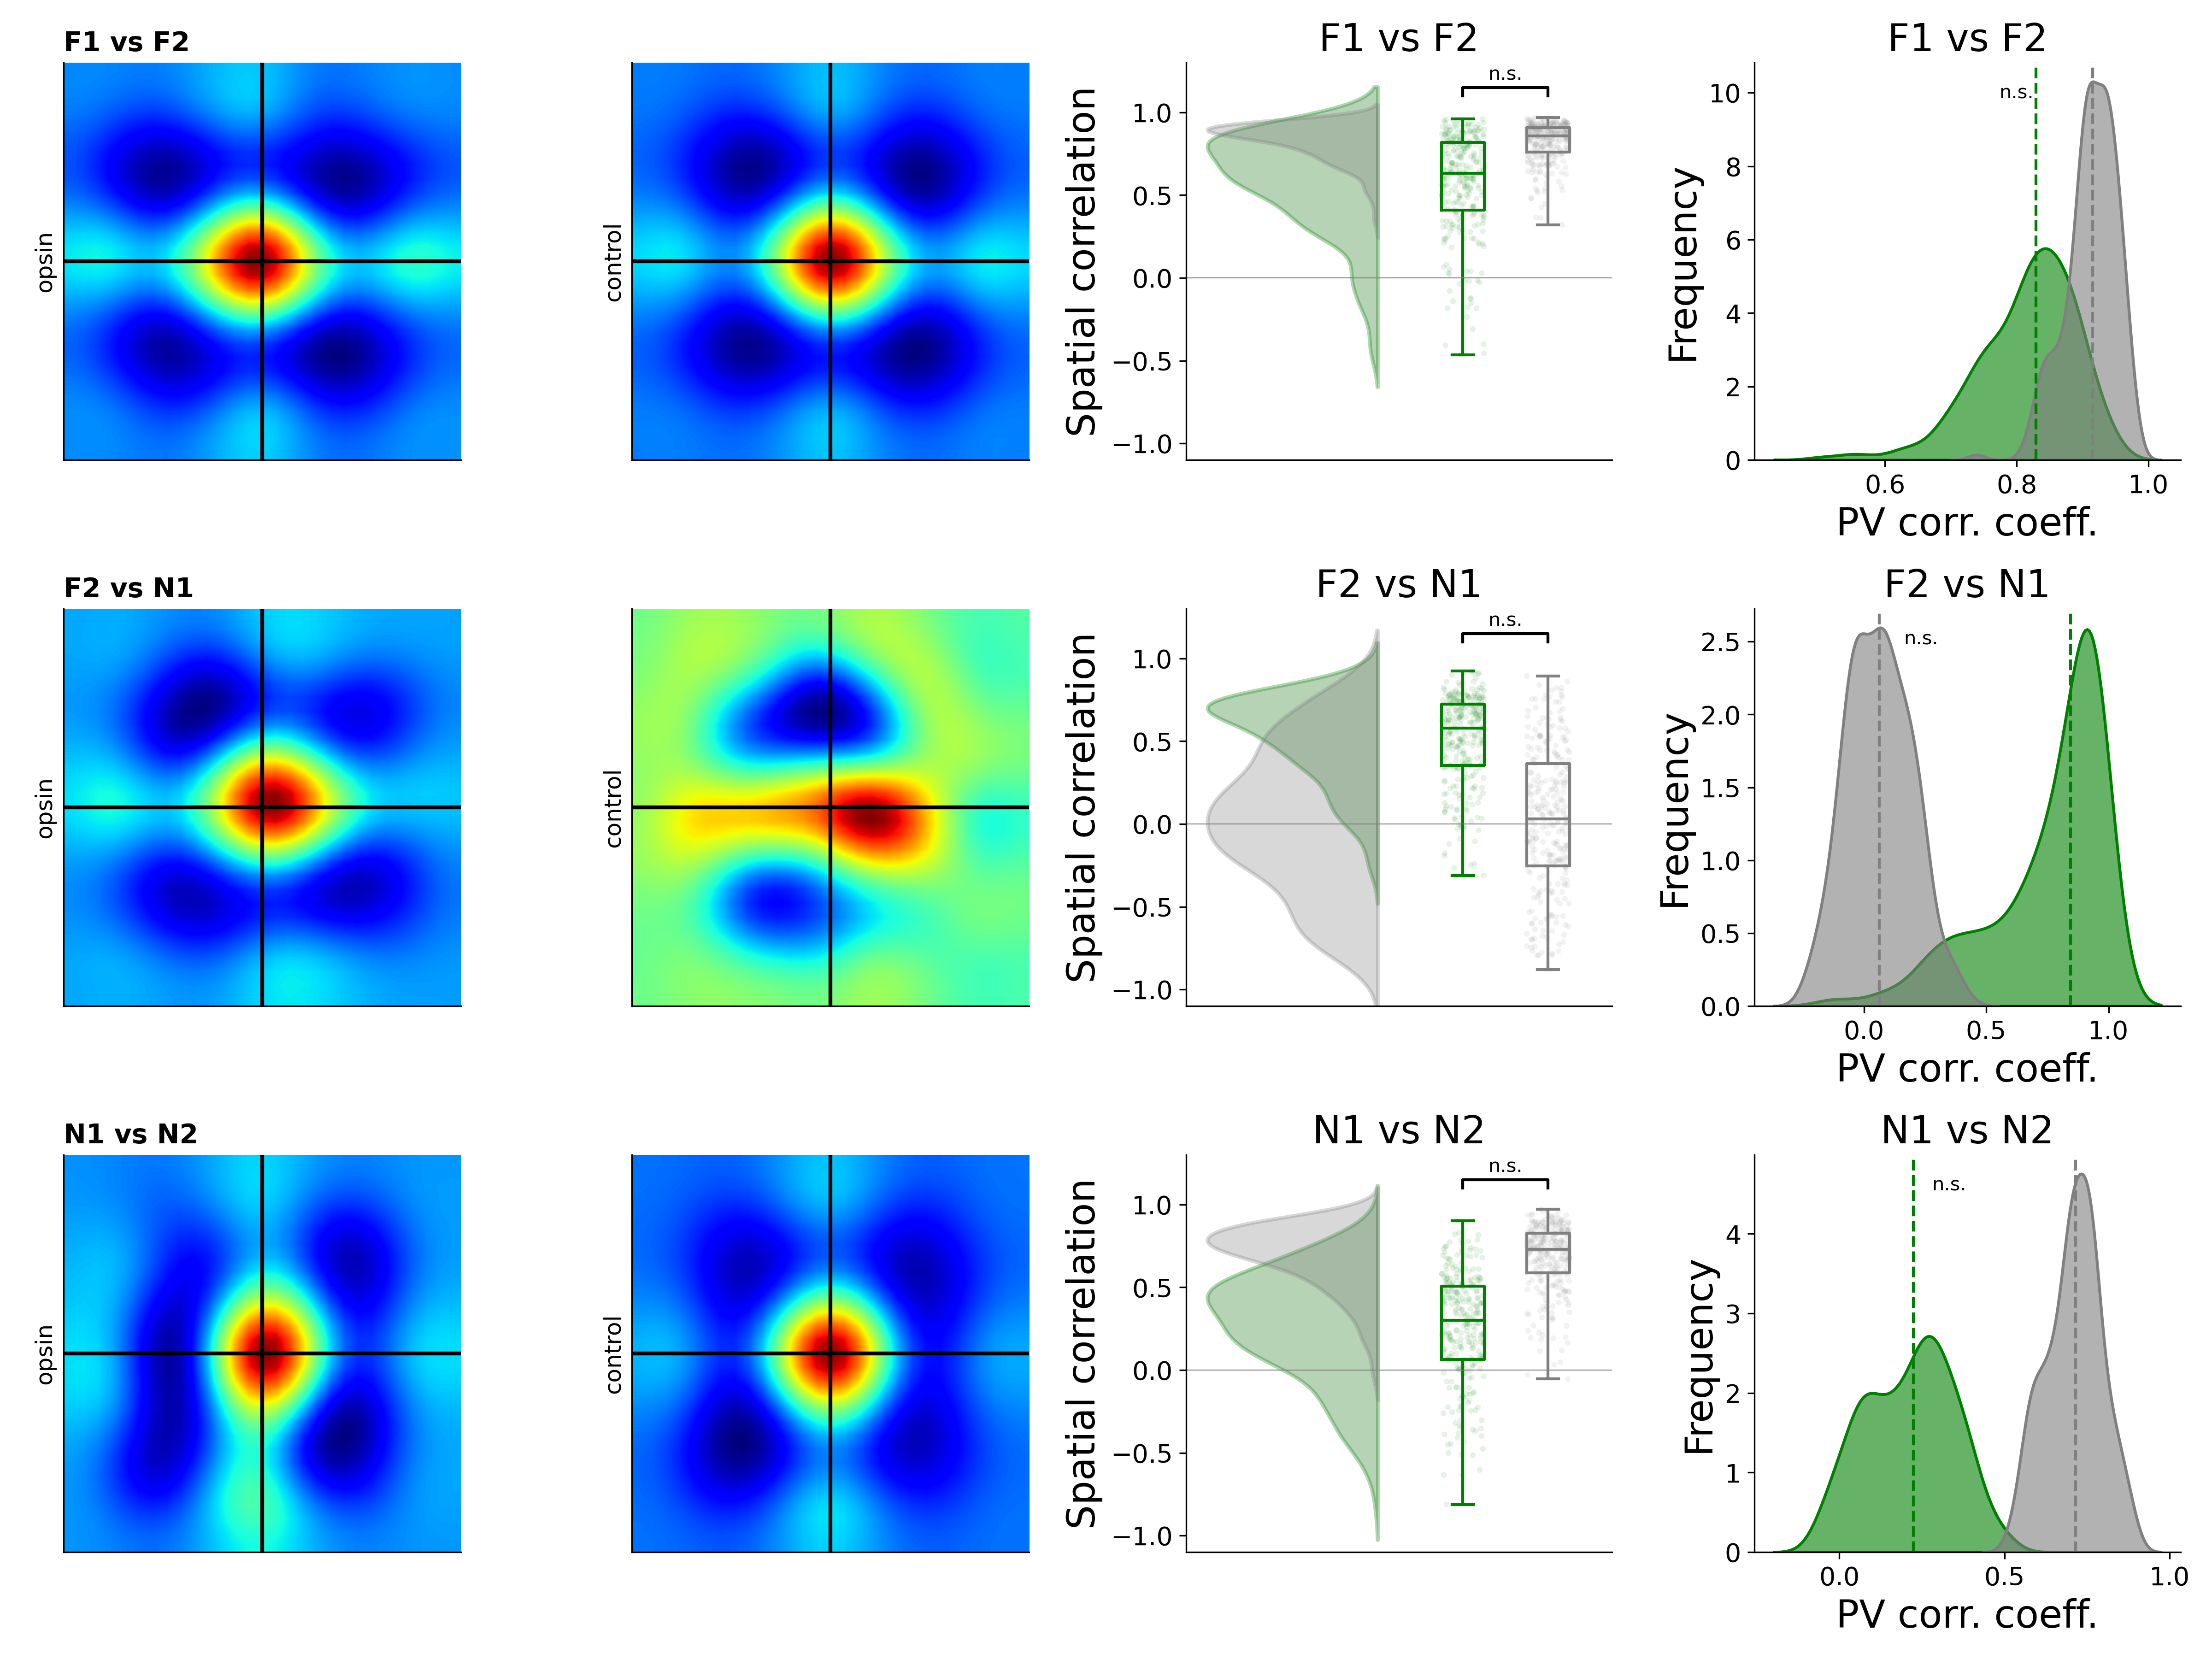 F1 vs F2
opsin
control
F1 vs F2
n.s.
Spatial correlation
1.0
0.5
0.0
−0.5
−1.0
F1 vs F2
n.s.
Frequency
10
8
6
4
2
0
0.6 0.8 1.0
PV corr. coeff.
F2 vs N1
opsin
control
F2 vs N1
n.s.
Spatial correlation
1.0
0.5
0.0
−0.5
−1.0
F2 vs N1
n.s.
Frequency
2.5
2.0
1.5
1.0
0.5
0.0
0.0 0.5 1.0
PV corr. coeff.
N1 vs N2
opsin
control
N1 vs N2
n.s.
Spatial correlation
1.0
0.5
0.0
−0.5
−1.0
N1 vs N2
n.s.
Frequency
4
3
2
1
0
0.0 0.5 1.0
PV corr. coeff.